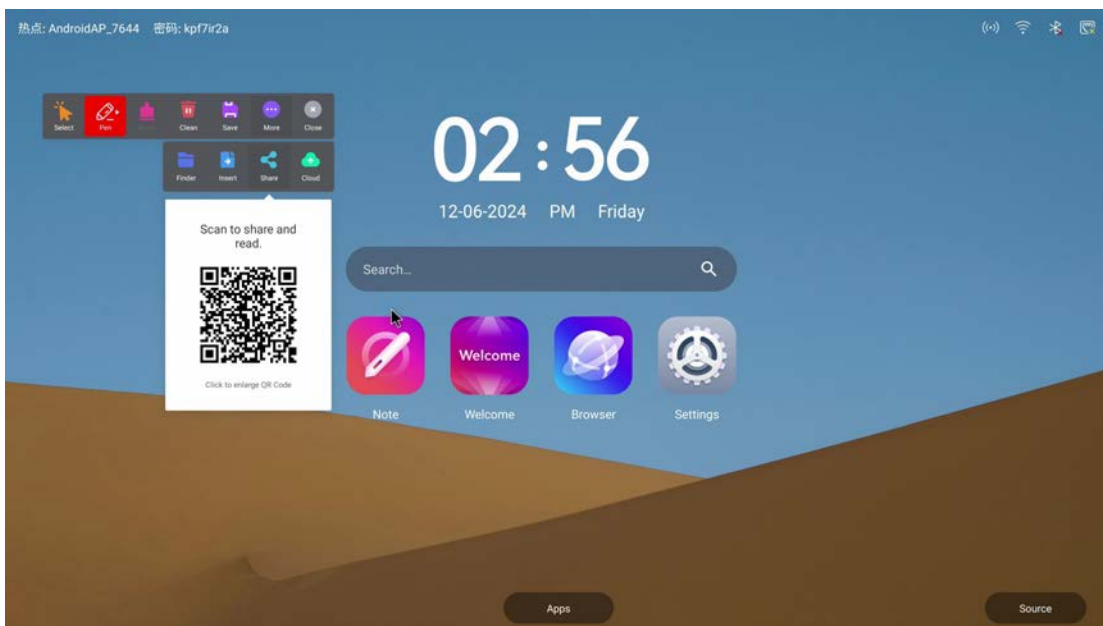 热点: AndroidAP_7644 密码: kpf7ir2a
Select Pen Clean Save More Close
Finder Insert Share Cloud
Scan to share and
read.
Click to enlarge QR Code
02:56
12-06-2024 PM Friday
Search...
Welcome
Note Welcome Browser Settings
Apps Source